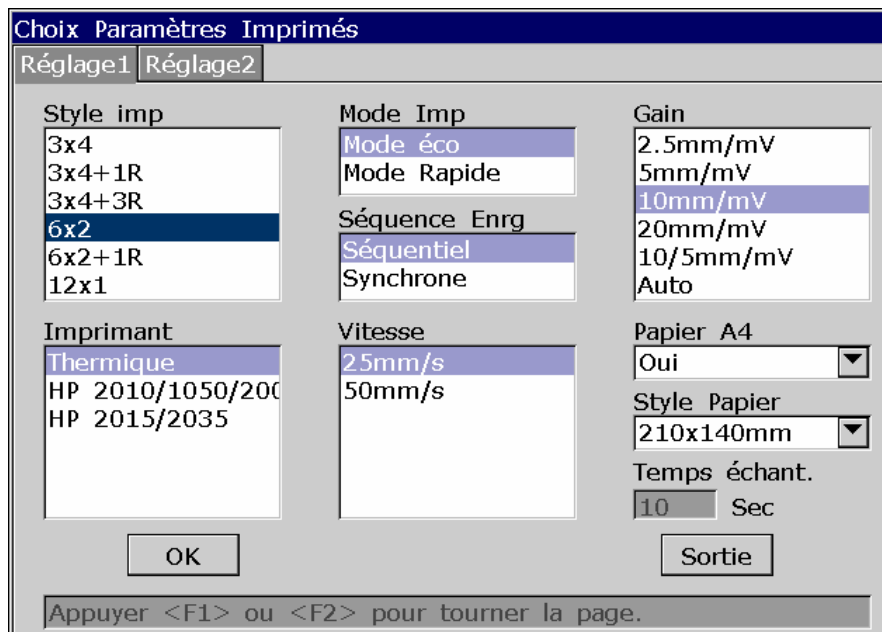 Choix Paramètres Imprimés
Réglage1 Réglage2
Style imp
3x4
3x4+1R
3x4+3R
6x2
6x2+1R
12x1
Mode Imp
Mode éco
Mode Rapide
Séquence Enrg
Séquentiel
Synchrone
Gain
2.5mm/mV
5mm/mV
10mm/mV
20mm/mV
10/5mm/mV
Auto
Imprimant
Thermique
HP 2010/1050/200
HP 2015/2035
Vitesse
25mm/s
50mm/s
Papier A4
Oui
Style Papier
210x140mm
Temps échant.
10 Sec
OK
Sortie
Appuyer <F1> ou <F2> pour tourner la page.